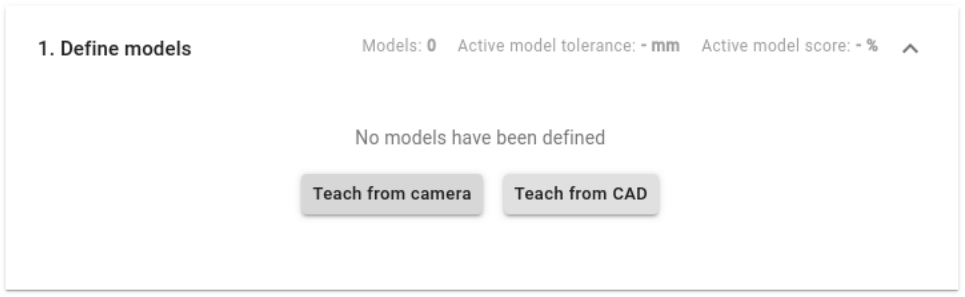 1. Define models
Models: 0 Active model tolerance: - mm Active model score: - %
No models have been defined
Teach from camera
Teach from CAD